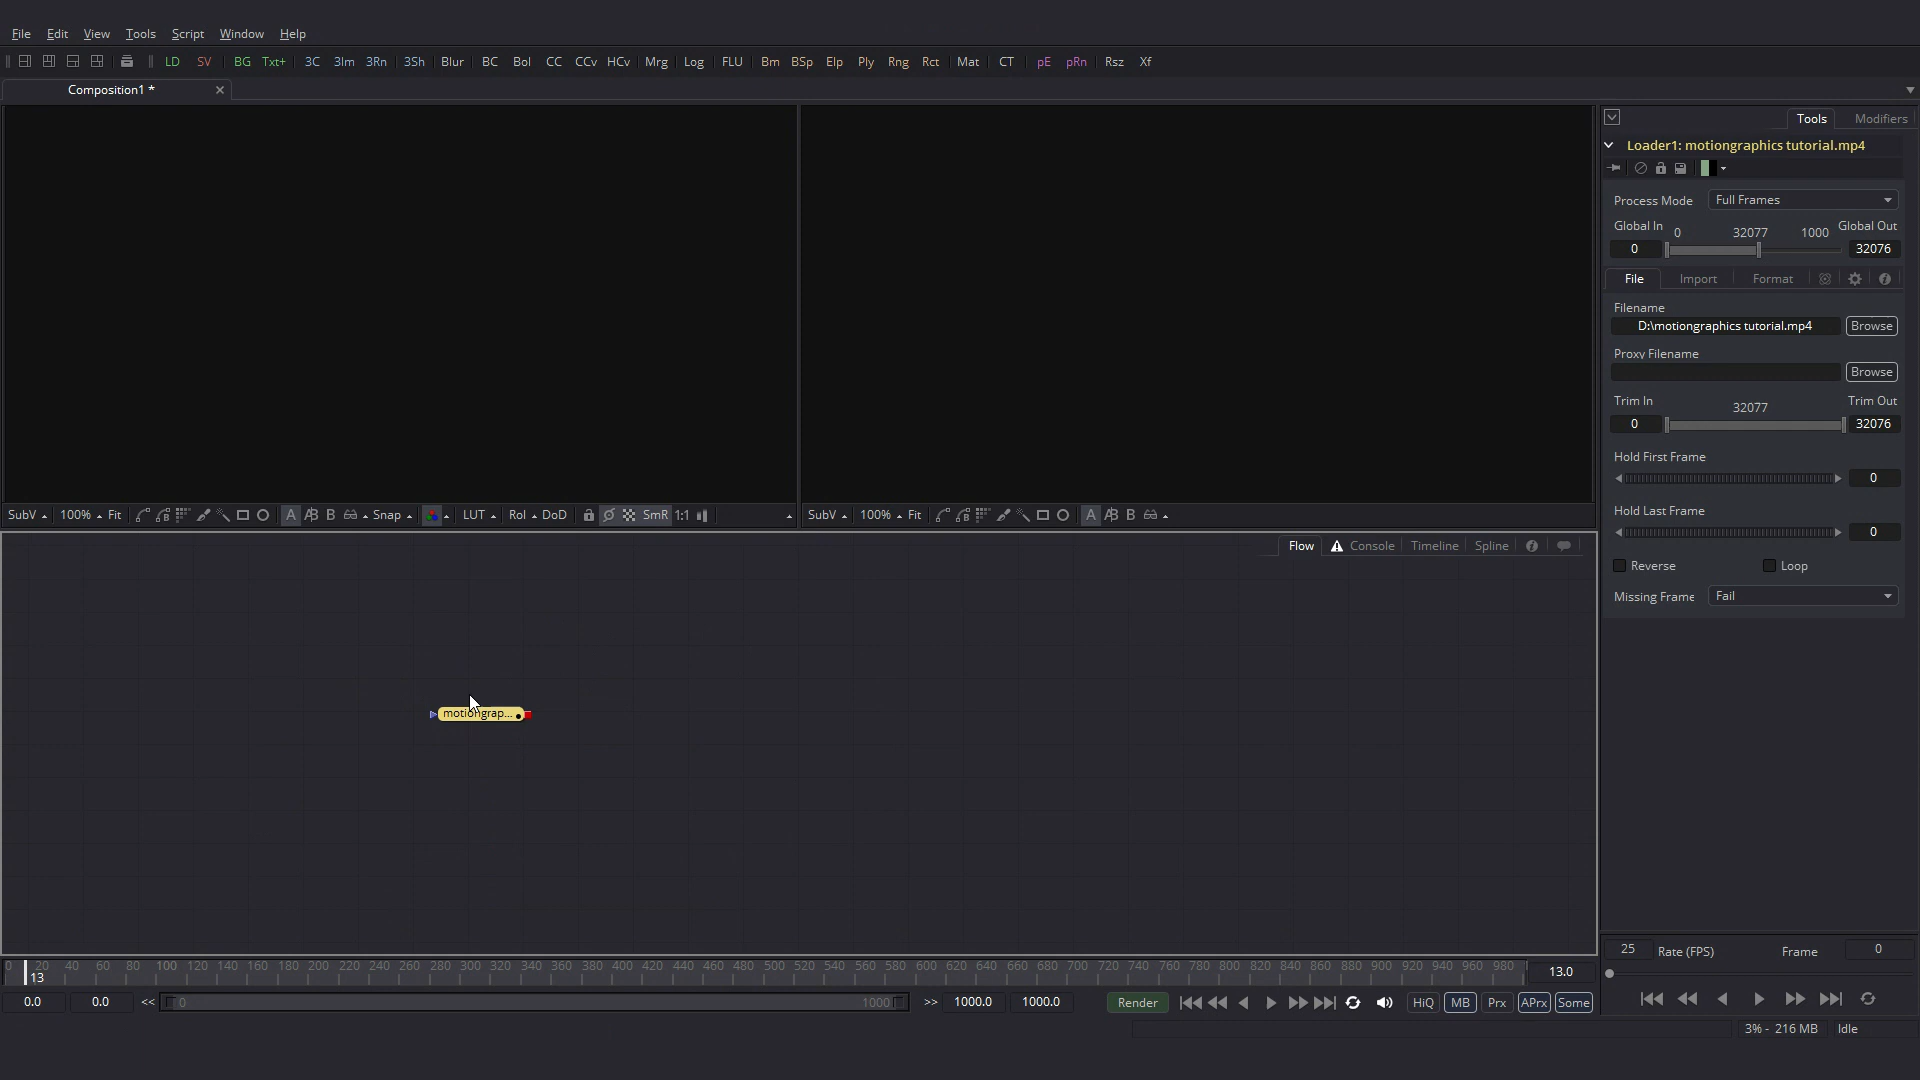 File Edit View Tools Script Window Help
LD SV BG Txt+ 3C 3Im 3Rn 3Sh Blur BC Bol CC CCv HCv Mrg Log FLU Bm BSp Elp Ply Rng Rct Mat CT pE pRn Rsz Xf
Composition1 *
Tools Modifiers
Loader1: motiongraphics tutorial.mp4
Process Mode Full Frames
Global In 0 32077 1000 Global Out
0 32076
File Import Format
Filename
D:\motiongraphics tutorial.mp4 Browse
Proxy Filename
Browse
Trim In 32077 Trim Out
0 32076
Hold First Frame
0
Hold Last Frame
0
Reverse Loop
Missing Frame Fail
SubV 100% Fit A A|B B Snap LUT RoI DoD SmR 1:1
SubV 100% Fit A A|B B
Flow Console Timeline Spline
motiongrap...
0 20 40 60 80 100 120 140 160 180 200 220 240 260 280 300 320 340 360 380 400 420 440 460 480 500 520 540 560 580 600 620 640 660 680 700 720 740 760 780 800 820 840 860 880 900 920 940 960 980
13 13.0
0.0 0.0 << 0 1000 >> 1000.0 1000.0 Render HiQ MB Prx APrx Some
25 Rate (FPS) Frame 0
3% - 216 MB Idle